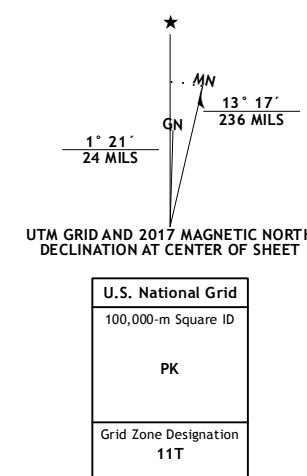 ★
MN
13° 17´
236 MILS
GN
1° 21´
24 MILS
UTM GRID AND 2017 MAGNETIC NORTH
DECLINATION AT CENTER OF SHEET
U.S. National Grid
100,000-m Square ID
PK
Grid Zone Designation
11T